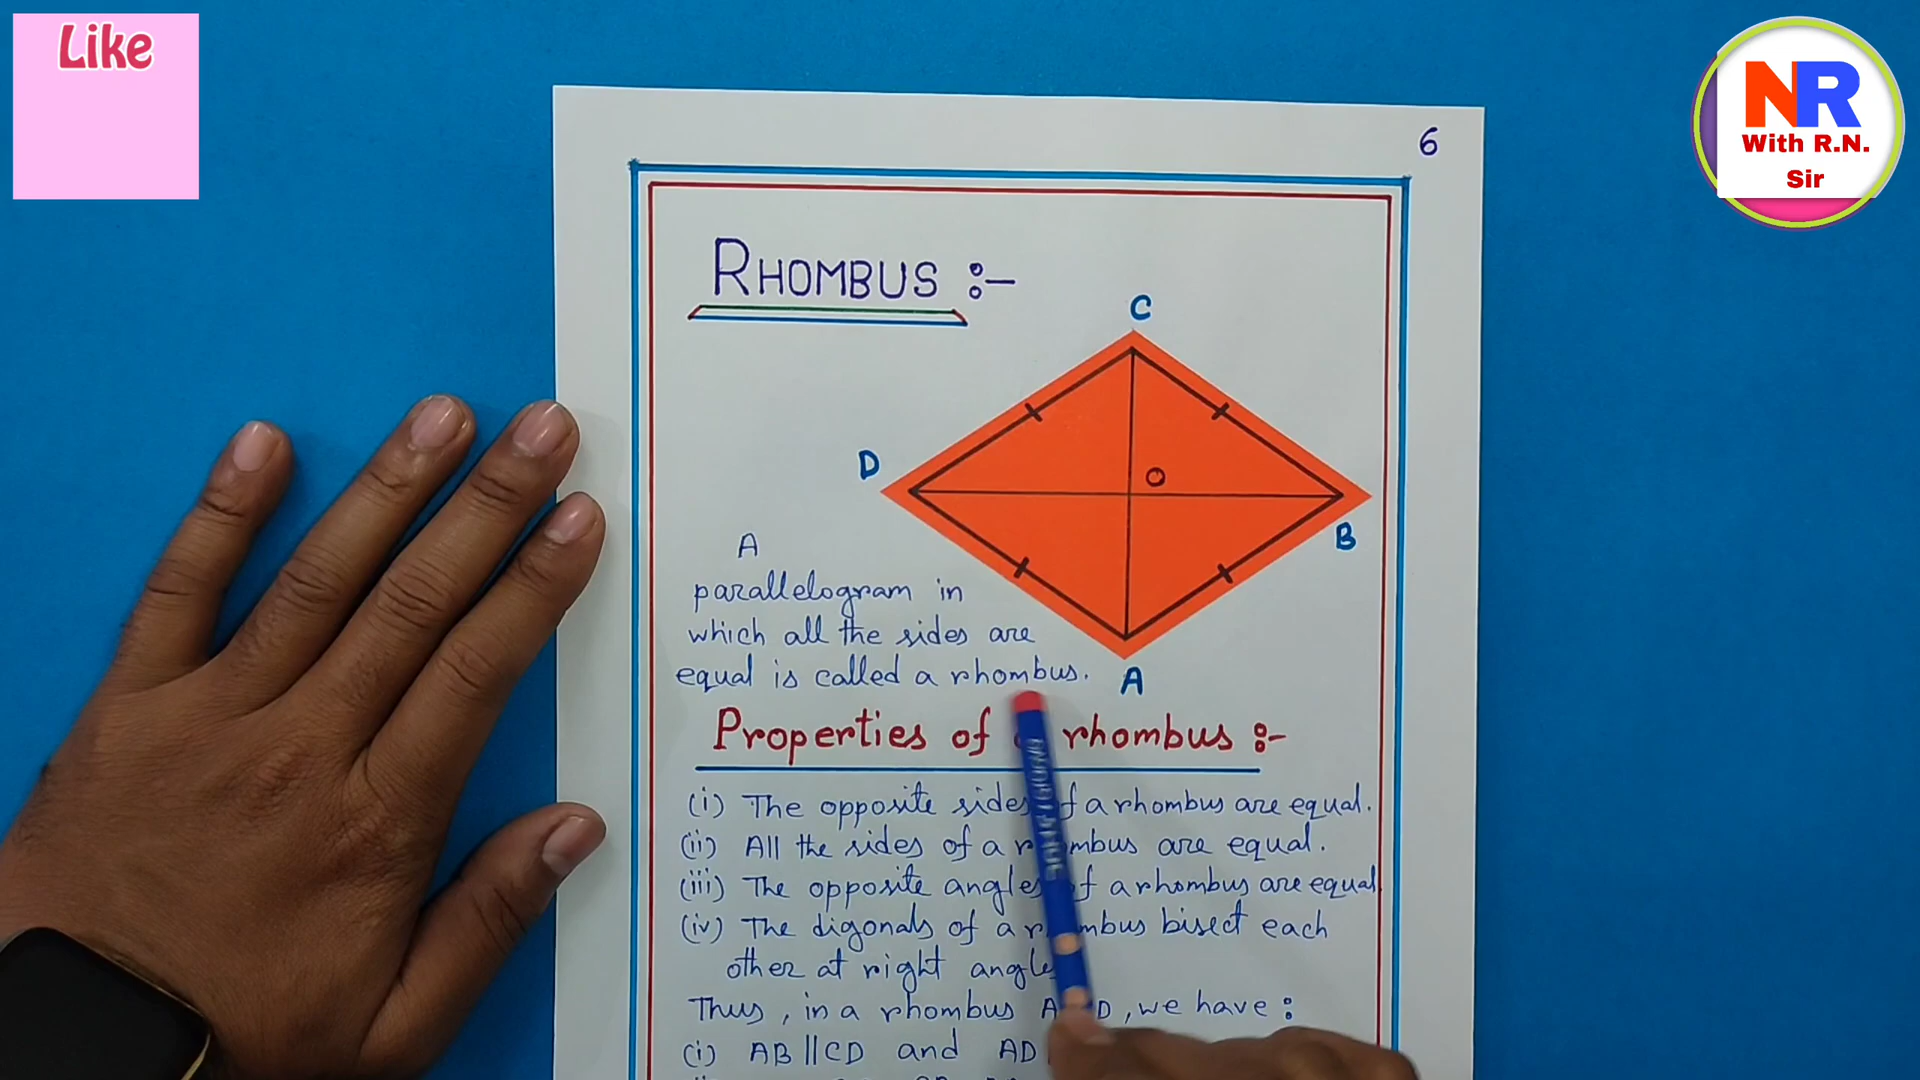 Like
NR
With R.N.
Sir
6
RHOMBUS :-
C
D
O
B
A
parallelogram in
which all the sides are
equal is called a rhombus.
A
Properties of a rhombus :-
(i) The opposite sides of a rhombus are equal.
(ii) All the sides of a rhombus are equal.
(iii) The opposite angles of a rhombus are equal
(iv) The digonals of a rhombus bisect each
other at right angles
Thus, in a rhombus ABCD, we have :
(i) AB || CD and AD